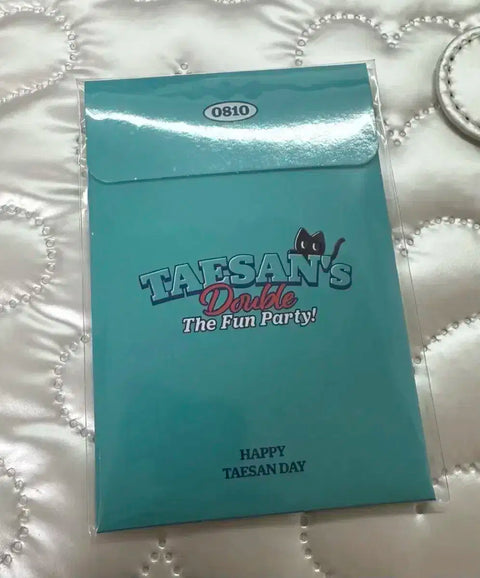 0810
TAESAN's
Double
The Fun Party!
HAPPY
TAESAN DAY